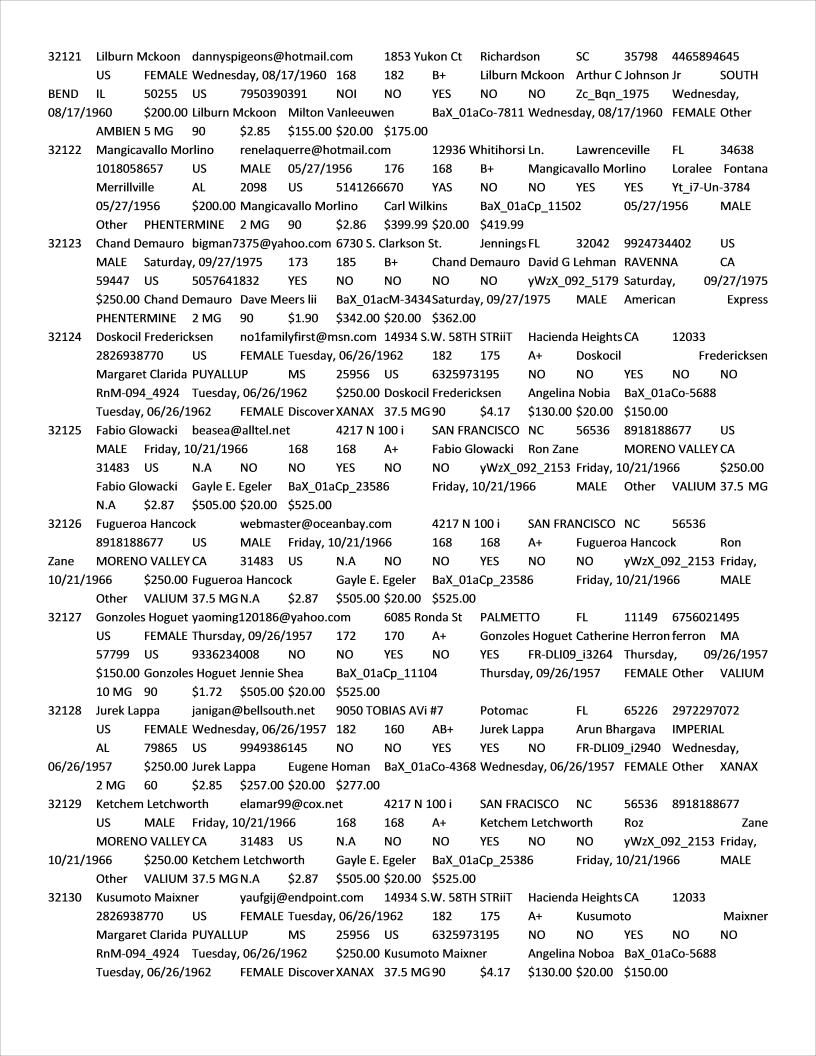 32121 Lilburn Mckoon dannyspigeons@hotmail.com 1853 Yukon Ct Richardson SC 35798 4465894645
US FEMALE Wednesday, 08/17/1960 168 182 B+ Lilburn Mckoon Arthur C Johnson Jr SOUTH
BEND IL 50255 US 7950390391 NOI NO YES NO NO Zc_Bqn_1975 Wednesday,
08/17/1960 $200.00 Lilburn Mckoon Milton Vanleeuwen BaX_01aCo-7811 Wednesday, 08/17/1960 FEMALE Other
AMBIEN 5 MG 90 $2.85 $155.00 $20.00 $175.00
32122 Mangicavallo Morlino renelaquerre@hotmail.com 12936 Whitihorsi Ln. Lawrenceville FL 34638
1018058657 US MALE 05/27/1956 176 168 B+ Mangicavallo Morlino Loralee Fontana
Merrillville AL 2098 US 5141266670 YAS NO NO YES YES Yt_i7-Un-3784
05/27/1956 $200.00 Mangicavallo Morlino Carl Wilkins BaX_01aCp_11502 05/27/1956 MALE
Other PHENTERMINE 2 MG 90 $2.86 $399.99 $20.00 $419.99
32123 Chand Demauro bigman7375@yahoo.com 6730 S. Clarkson St. Jennings FL 32042 9924734402 US
MALE Saturday, 09/27/1975 173 185 B+ Chand Demauro David G Lehman RAVENNA CA
59447 US 5057641832 YES NO NO NO NO yWzX_092_5179 Saturday, 09/27/1975
$250.00 Chand Demauro Dave Meers Iii BaX_01acM-3434 Saturday, 09/27/1975 MALE American Express
PHENTERMINE 2 MG 90 $1.90 $342.00 $20.00 $362.00
32124 Doskocil Fredericksen no1familyfirst@msn.com 14934 S.W. 58TH STRiiT Hacienda Heights CA 12033
2826938770 US FEMALE Tuesday, 06/26/1962 182 175 A+ Doskocil Fredericksen
Margaret Clarida PUYALLUP MS 25956 US 6325973195 NO NO YES NO NO
RnM-094_4924 Tuesday, 06/26/1962 $250.00 Doskocil Fredericksen Angelina Nobia BaX_01aCo-5688
Tuesday, 06/26/1962 FEMALE Discover XANAX 37.5 MG 90 $4.17 $130.00 $20.00 $150.00
32125 Fabio Glowacki beasea@alltel.net 4217 N 100 i SAN FRANCISCO NC 56536 8918188677 US
MALE Friday, 10/21/1966 168 168 A+ Fabio Glowacki Ron Zane MORENO VALLEY CA
31483 US N.A NO NO YES NO NO yWzX_092_2153 Friday, 10/21/1966 $250.00
Fabio Glowacki Gayle E. Egeler BaX_01aCp_23586 Friday, 10/21/1966 MALE Other VALIUM 37.5 MG
N.A $2.87 $505.00 $20.00 $525.00
32126 Fugueroa Hancock webmaster@oceanbay.com 4217 N 100 i SAN FRANCISCO NC 56536
8918188677 US MALE Friday, 10/21/1966 168 168 A+ Fugueroa Hancock Ron
Zane MORENO VALLEY CA 31483 US N.A NO NO YES NO NO yWzX_092_2153 Friday,
10/21/1966 $250.00 Fugueroa Hancock Gayle E. Egeler BaX_01aCp_23586 Friday, 10/21/1966 MALE
Other VALIUM 37.5 MG N.A $2.87 $505.00 $20.00 $525.00
32127 Gonzoles Hoguet yaoming120186@yahoo.com 6085 Ronda St PALMETTO FL 11149 6756021495
US FEMALE Thursday, 09/26/1957 172 170 A+ Gonzoles Hoguet Catherine Herron ferron MA
57799 US 9336234008 NO NO YES NO YES FR-DLI09_i3264 Thursday, 09/26/1957
$150.00 Gonzoles Hoguet Jennie Shea BaX_01aCp_11104 Thursday, 09/26/1957 FEMALE Other VALIUM
10 MG 90 $1.72 $505.00 $20.00 $525.00
32128 Jurek Lappa janigan@bellsouth.net 9050 TOBIAS AVi #7 Potomac FL 65226 2972297072
US FEMALE Wednesday, 06/26/1957 182 160 AB+ Jurek Lappa Arun Bhargava IMPERIAL
AL 79865 US 9949386145 NO NO YES YES NO FR-DLI09_i2940 Wednesday,
06/26/1957 $250.00 Jurek Lappa Eugene Homan BaX_01aCo-4368 Wednesday, 06/26/1957 FEMALE Other XANAX
2 MG 60 $2.85 $257.00 $20.00 $277.00
32129 Ketchem Letchworth elamar99@cox.net 4217 N 100 i SAN FRACISCO NC 56536 8918188677
US MALE Friday, 10/21/1966 168 168 A+ Ketchem Letchworth Roz Zane
MORENO VALLEY CA 31483 US N.A NO NO YES NO NO yWzX_092_2153 Friday,
10/21/1966 $250.00 Ketchem Letchworth Gayle E. Egeler BaX_01aCp_25386 Friday, 10/21/1966 MALE
Other VALIUM 37.5 MG N.A $2.87 $505.00 $20.00 $525.00
32130 Kusumoto Maixner yaufgij@endpoint.com 14934 S.W. 58TH STRiiT Hacienda Heights CA 12033
2826938770 US FEMALE Tuesday, 06/26/1962 182 175 A+ Kusumoto Maixner
Margaret Clarida PUYALLUP MS 25956 US 6325973195 NO NO YES NO NO
RnM-094_4924 Tuesday, 06/26/1962 $250.00 Kusumoto Maixner Angelina Noboa BaX_01aCo-5688
Tuesday, 06/26/1962 FEMALE Discover XANAX 37.5 MG 90 $4.17 $130.00 $20.00 $150.00